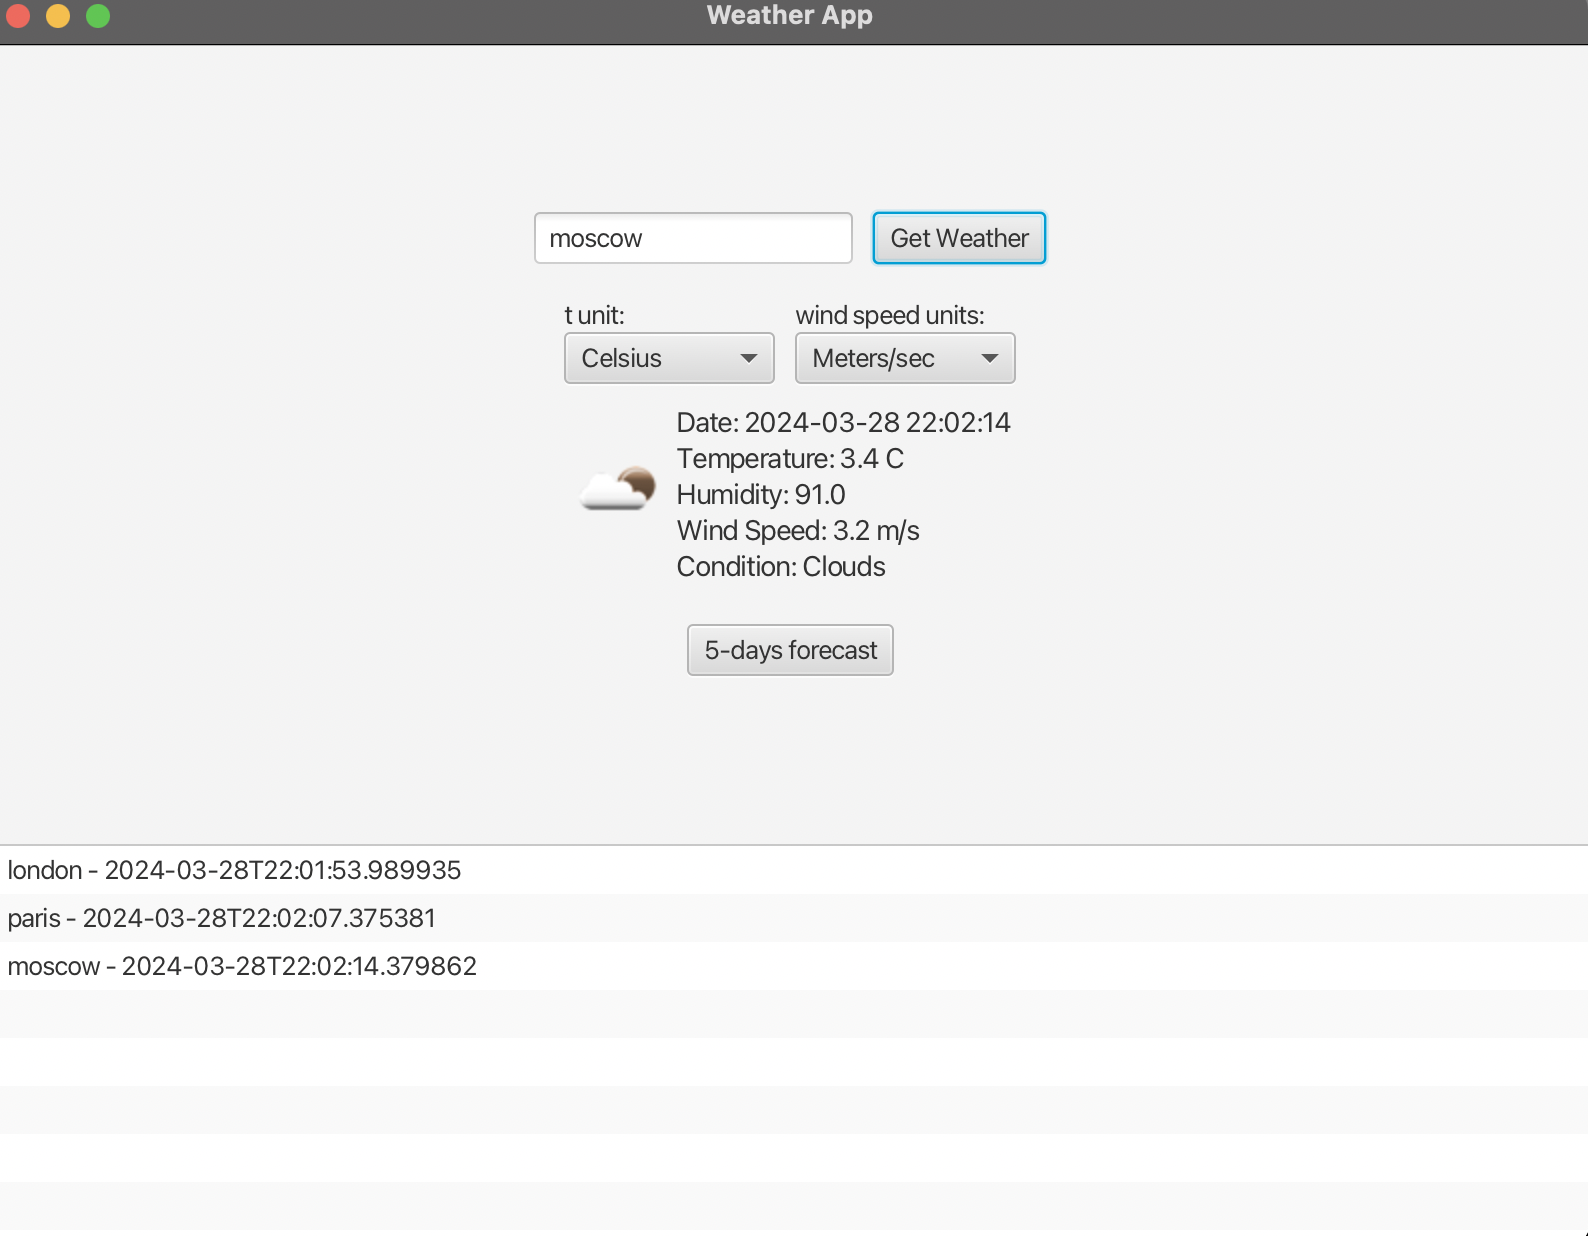 Weather App
moscow
Get Weather
t unit:
wind speed units:
Celsius
Meters/sec
Date: 2024-03-28 22:02:14
Temperature: 3.4 C
Humidity: 91.0
Wind Speed: 3.2 m/s
Condition: Clouds
5-days forecast
london - 2024-03-28T22:01:53.989935
paris - 2024-03-28T22:02:07.375381
moscow - 2024-03-28T22:02:14.379862